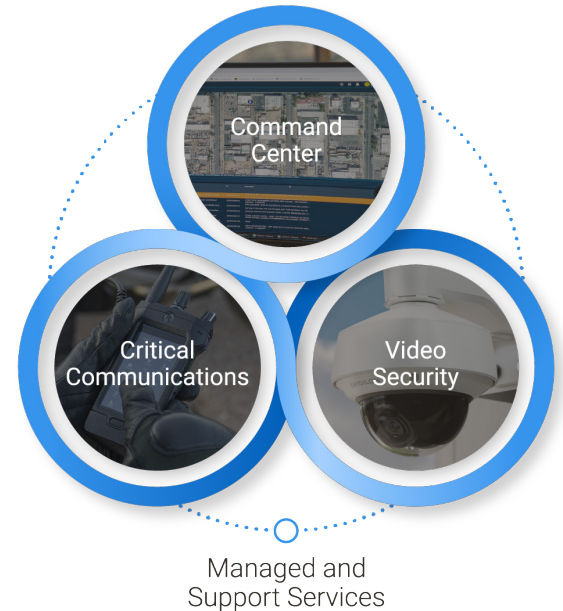 Command
Center
Critical
Communications
Video
Security
Managed and
Support Services